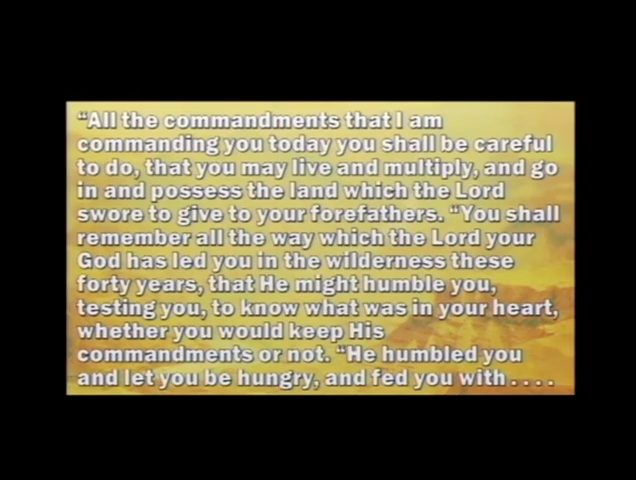 “All the commandments that I am
commanding you today you shall be careful
to do, that you may live and multiply, and go
in and possess the land which the Lord
swore to give to your forefathers. “You shall
remember all the way which the Lord your
God has led you in the wilderness these
forty years, that He might humble you,
testing you, to know what was in your heart,
whether you would keep His
commandments or not. “He humbled you
and let you be hungry, and fed you with . . . .